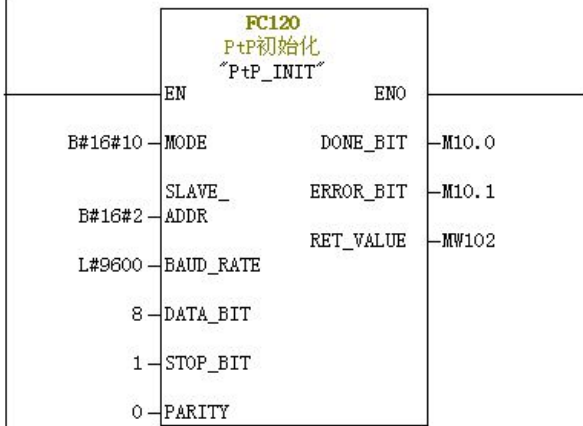 FC120
PtP初始化
"PtP_INIT"
EN ENO
B#16#10 MODE DONE_BIT M10.0
SLAVE_ ERROR_BIT M10.1
B#16#2 ADDR
RET_VALUE MW102
L#9600 BAUD_RATE
8 DATA_BIT
1 STOP_BIT
0 PARITY